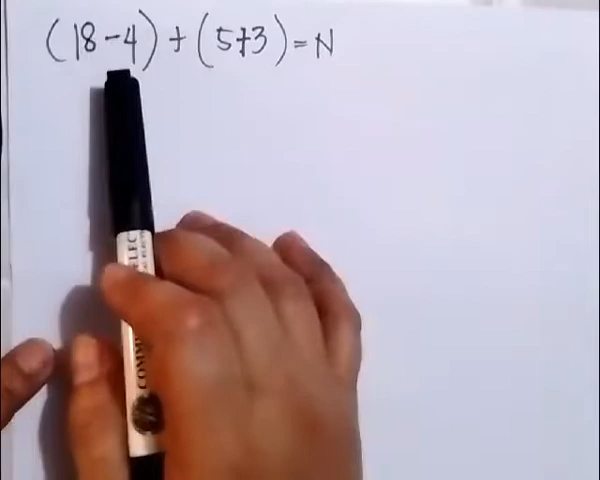 (18-4) + (5+3) = N